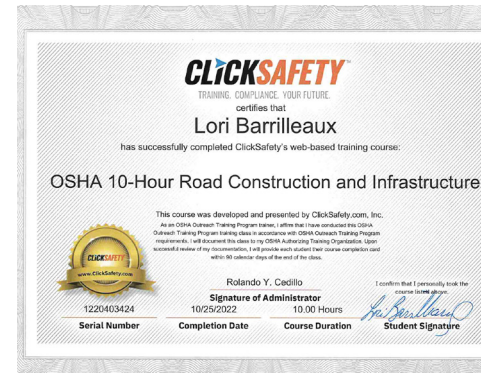 CLICKSAFETY™
TRAINING. COMPLIANCE. YOUR FUTURE.
certifies that
Lori Barrilleaux
has successfully completed ClickSafety's web-based training course:
OSHA 10-Hour Road Construction and Infrastructure
This course was developed and presented by ClickSafety.com, Inc.
As an OSHA Outreach Training Program trainer, I affirm that I have conducted this OSHA
Outreach Training Program training class in accordance with OSHA Outreach Training Program
requirements. I will document this class to my OSHA Authorizing Training Organization. Upon
successful review of my documentation, I will provide each student their course completion card
within 90 calendar days of the end of the class.
CLICKSAFETY
www.ClickSafety.com
Rolando Y. Cedillo
Signature of Administrator
I confirm that I personally took the
course listed above.
Lori Barrilleaux
1220403424
10/25/2022
10.00 Hours
Serial Number
Completion Date
Course Duration
Student Signature